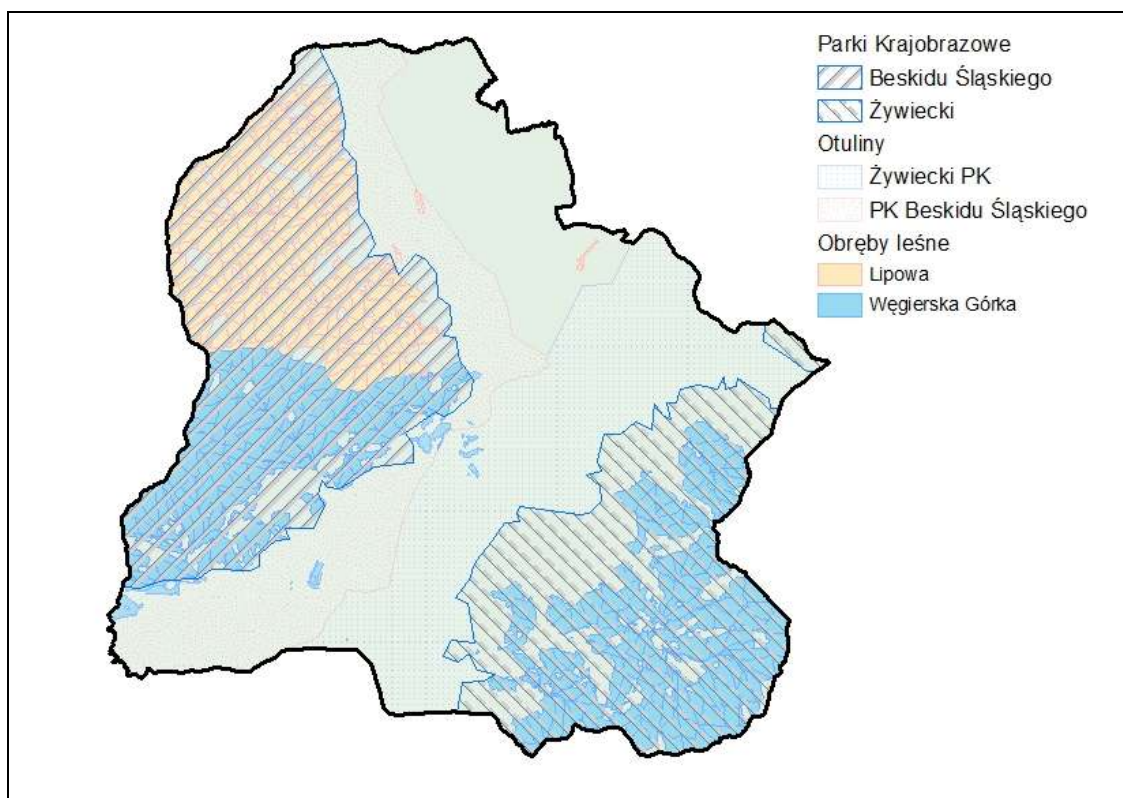 Parki Krajobrazowe
Beskidu Śląskiego
Żywiecki
Otuliny
Żywiecki PK
PK Beskidu Śląskiego
Obręby leśne
Lipowa
Węgierska Górka